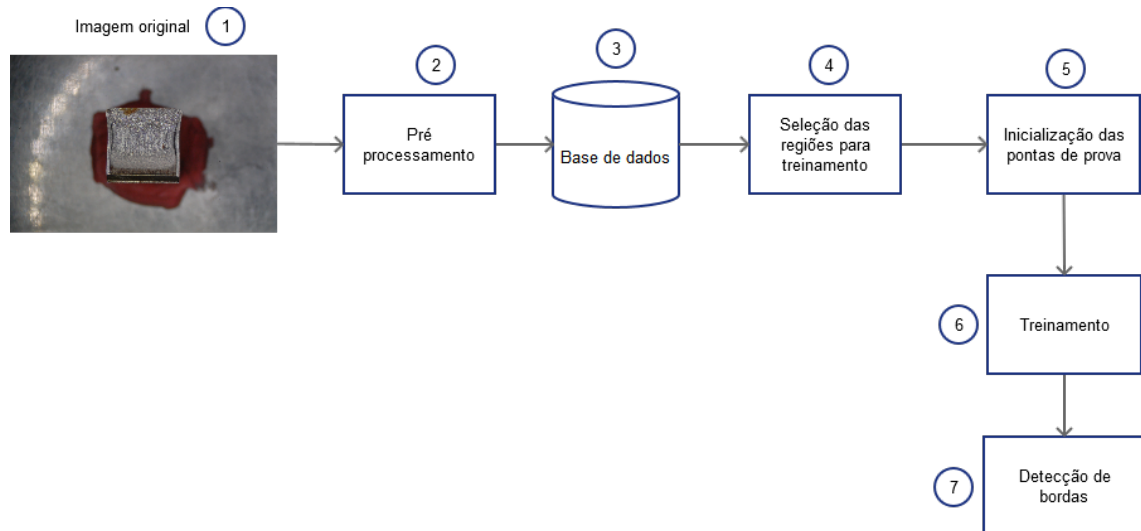 Imagem original
1
2
3
4
5
Pré
processamento
Base de dados
Seleção das
regiões para
treinamento
Inicialização das
pontas de prova
6
Treinamento
7
Detecção de
bordas